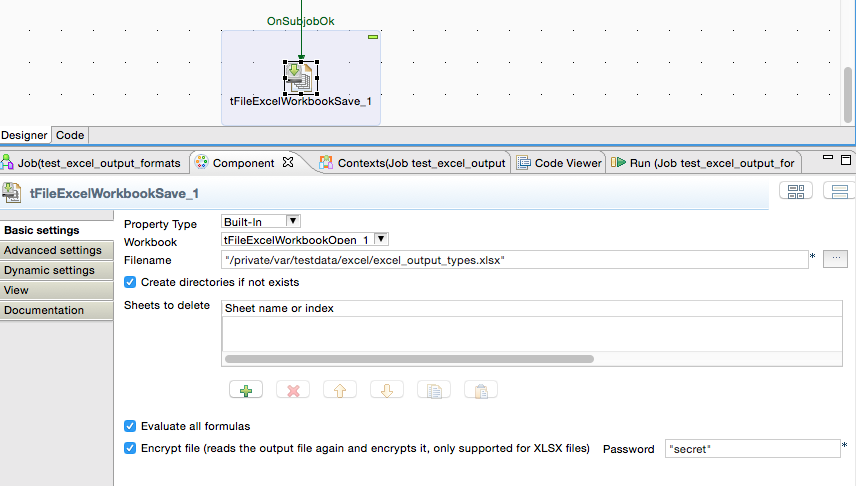 OnSubjobOk
tFileExcelWorkbookSave_1
Designer Code
Job(test_excel_output_formats Component Contexts(Job test_excel_output Code Viewer Run (Job test_excel_output_for
tFileExcelWorkbookSave_1
Basic settings
Advanced settings
Dynamic settings
View
Documentation
Property Type Built-In
Workbook tFileExcelWorkbookOpen_1
Filename "/private/var/testdata/excel/excel_output_types.xlsx" * ...
Create directories if not exists
Sheets to delete Sheet name or index
Evaluate all formulas
Encrypt file (reads the output file again and encrypts it, only supported for XLSX files) Password "secret" *